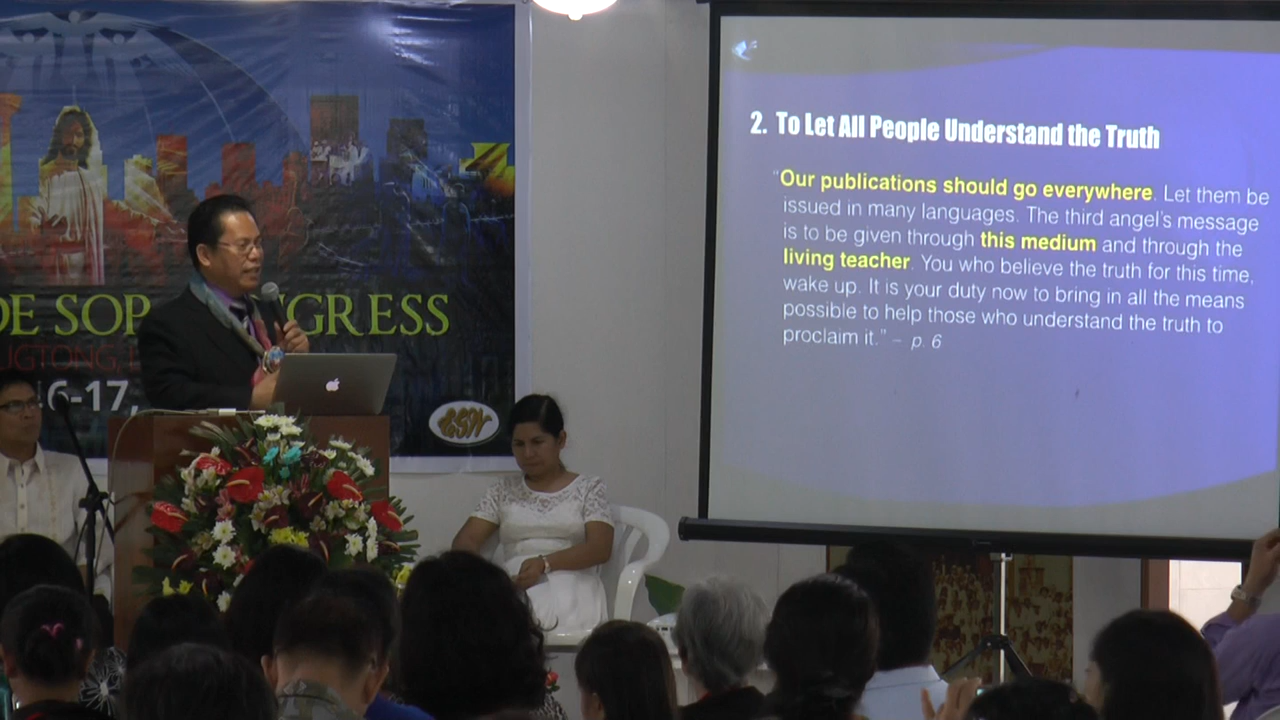 DE SOP
GRESS
UGTONG,
6-17,
2. To Let All People Understand the Truth
“Our publications should go everywhere. Let them be
issued in many languages. The third angel’s message
is to be given through this medium and through the
living teacher. You who believe the truth for this time,
wake up. It is your duty now to bring in all the means
possible to help those who understand the truth to
proclaim it.” – p. 6